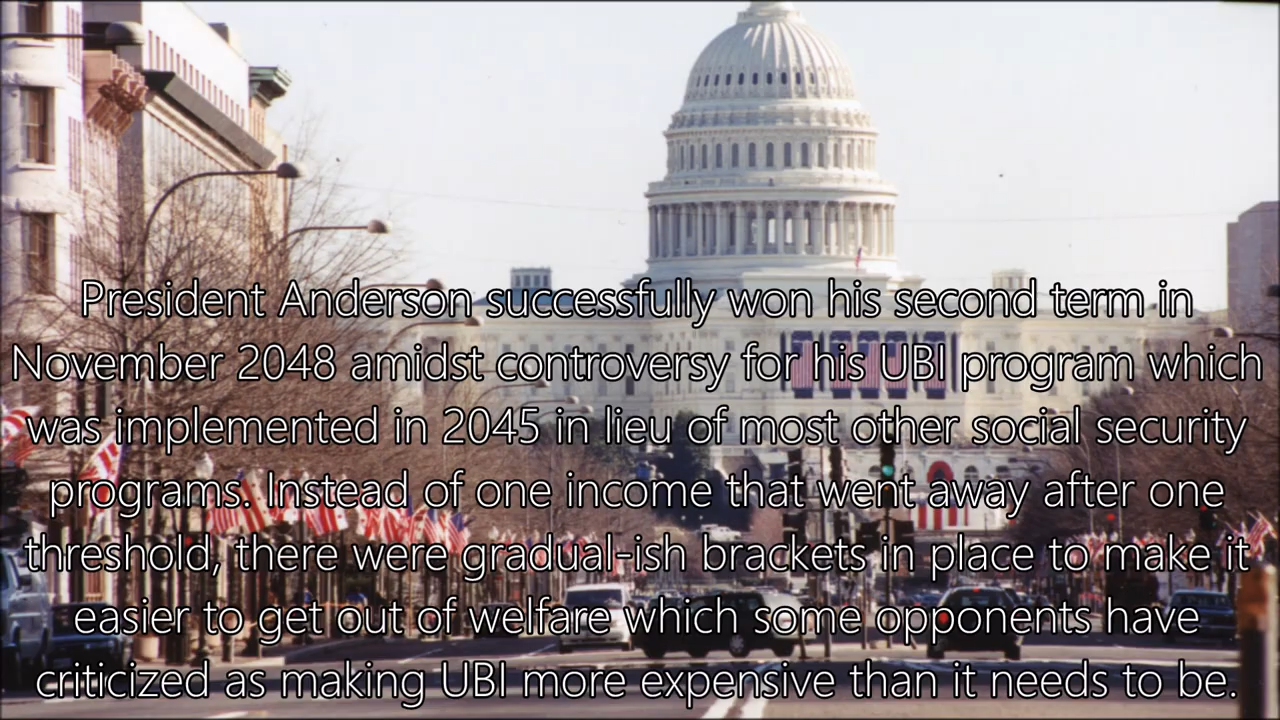 President Anderson successfully won his second term in
November 2048 amidst controversy for his UBI program which
was implemented in 2045 in lieu of most other social security
programs. Instead of one income that went away after one
threshold, there were gradual-ish brackets in place to make it
easier to get out of welfare which some opponents have
criticized as making UBI more expensive than it needs to be.